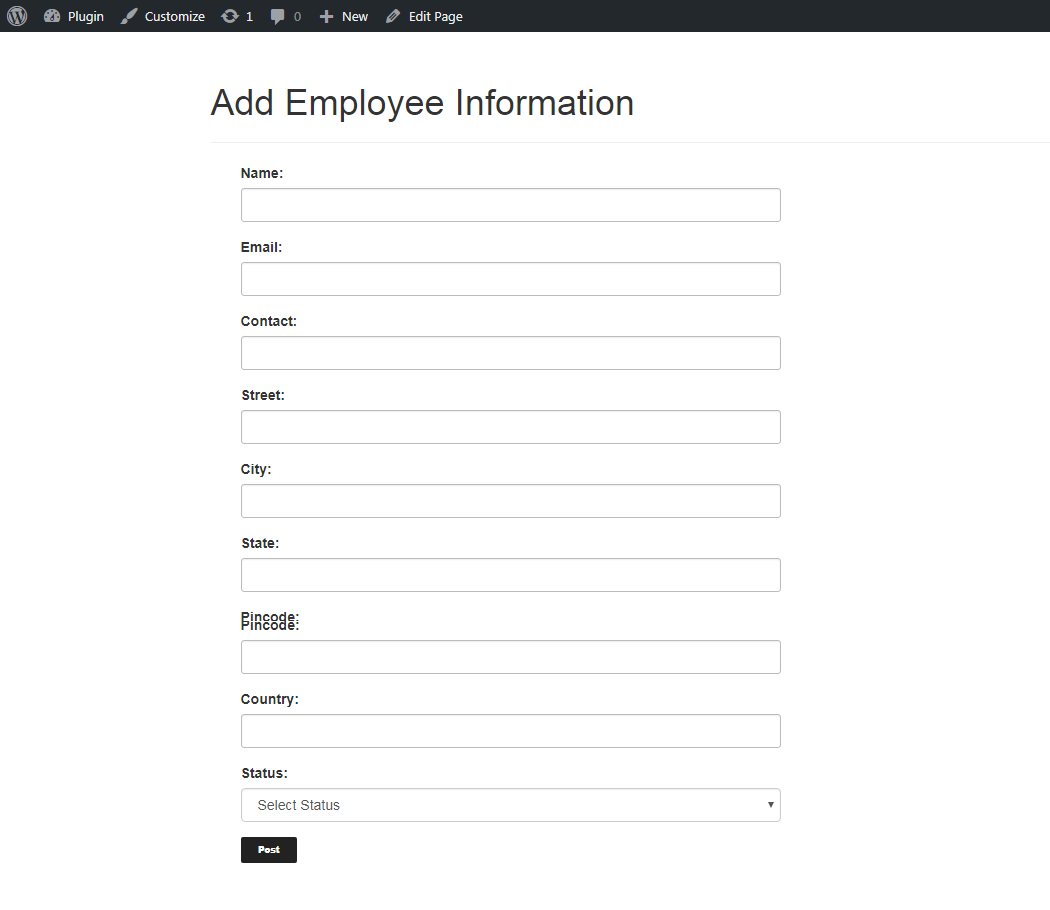 Plugin Customize 1 0 New Edit Page
Add Employee Information
Name:
Email:
Contact:
Street:
City:
State:
Pincode:
Pincode:
Country:
Status:
Select Status
Post